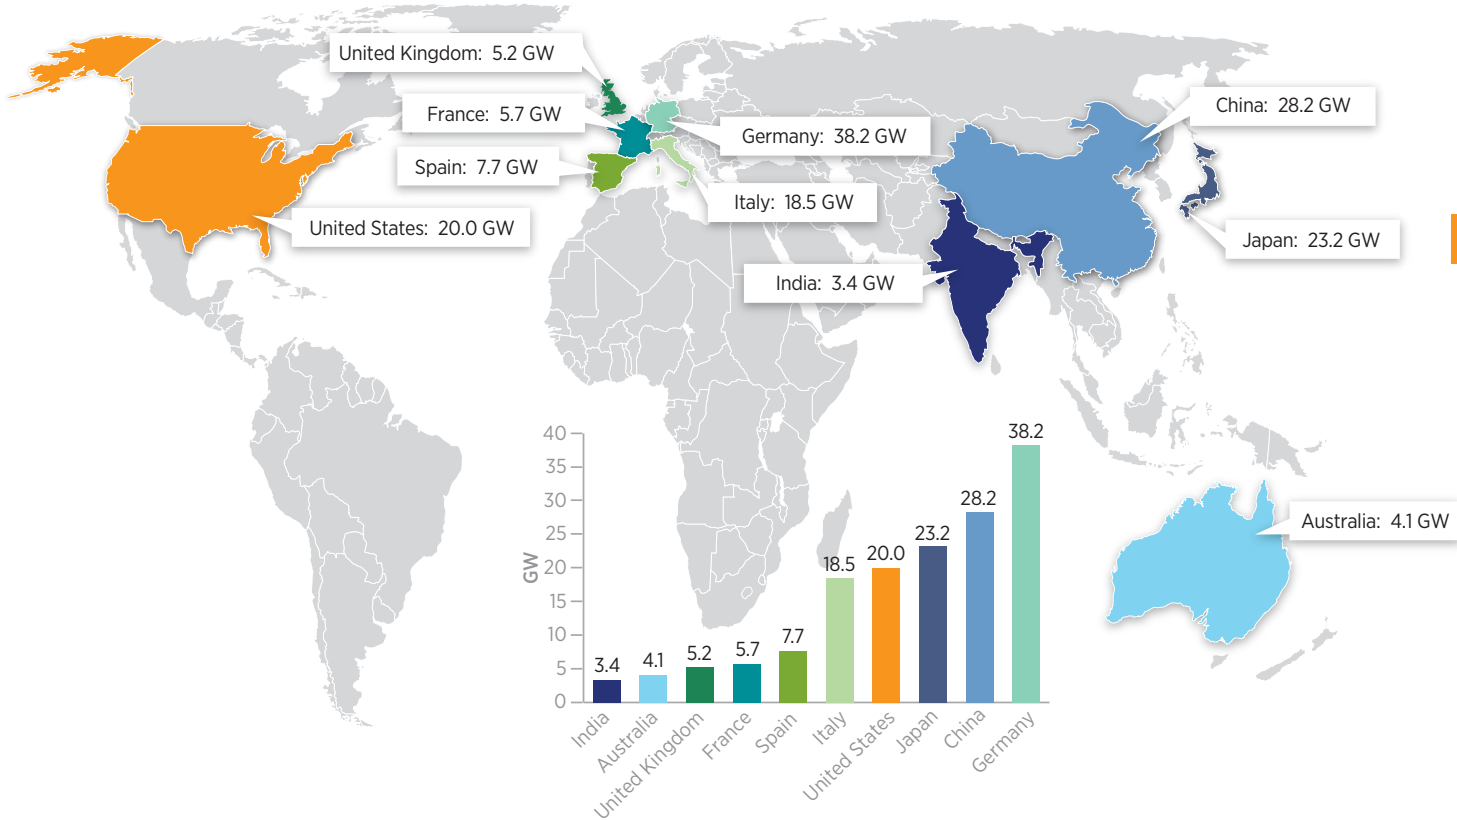 United Kingdom: 5.2 GW
France: 5.7 GW
Spain: 7.7 GW
United States: 20.0 GW
Germany: 38.2 GW
Italy: 18.5 GW
India: 3.4 GW
China: 28.2 GW
Japan: 23.2 GW
Australia: 4.1 GW
GW
40
35
30
25
20
15
10
5
0
3.4
4.1
5.2
5.7
7.7
18.5
20.0
23.2
28.2
38.2
India
Australia
United Kingdom
France
Spain
Italy
United States
Japan
China
Germany